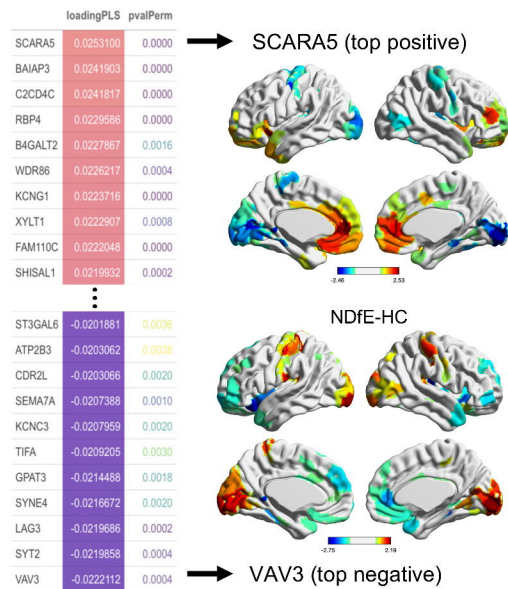 loadingPLS pvalPerm
SCARA5 0.0253100 0.0000
SCARA5 (top positive)
BAIAP3 0.0241903 0.0000
C2CD4C 0.0241817 0.0000
RBP4 0.0229586 0.0000
B4GALT2 0.0227867 0.0016
WDR86 0.0226217 0.0004
KCNG1 0.0223716 0.0000
XYLT1 0.0222907 0.0008
FAM110C 0.0222048 0.0000
SHISAL1 0.0219932 0.0002
-2.46 2.53
NDfE-HC
ST3GAL6 -0.0201881 0.0036
ATP2B3 -0.0203062 0.0038
CDR2L -0.0203066 0.0020
SEMA7A -0.0207388 0.0010
KCNC3 -0.0207959 0.0020
TIFA -0.0209205 0.0030
GPAT3 -0.0214488 0.0018
SYNE4 -0.0216672 0.0020
LAG3 -0.0219686 0.0002
SYT2 -0.0219858 0.0004
-2.75 2.19
VAV3 -0.0222112 0.0004
VAV3 (top negative)